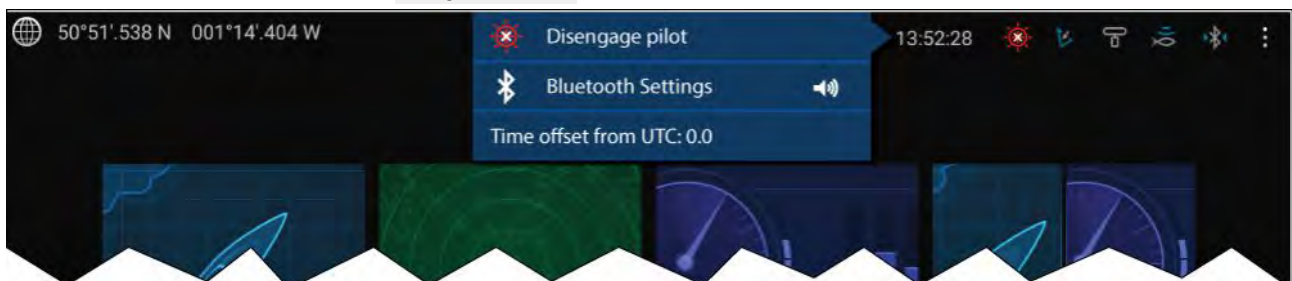 50°51'.538 N 001°14'.404 W
Disengage pilot
13:52:28
Bluetooth Settings
Time offset from UTC: 0.0